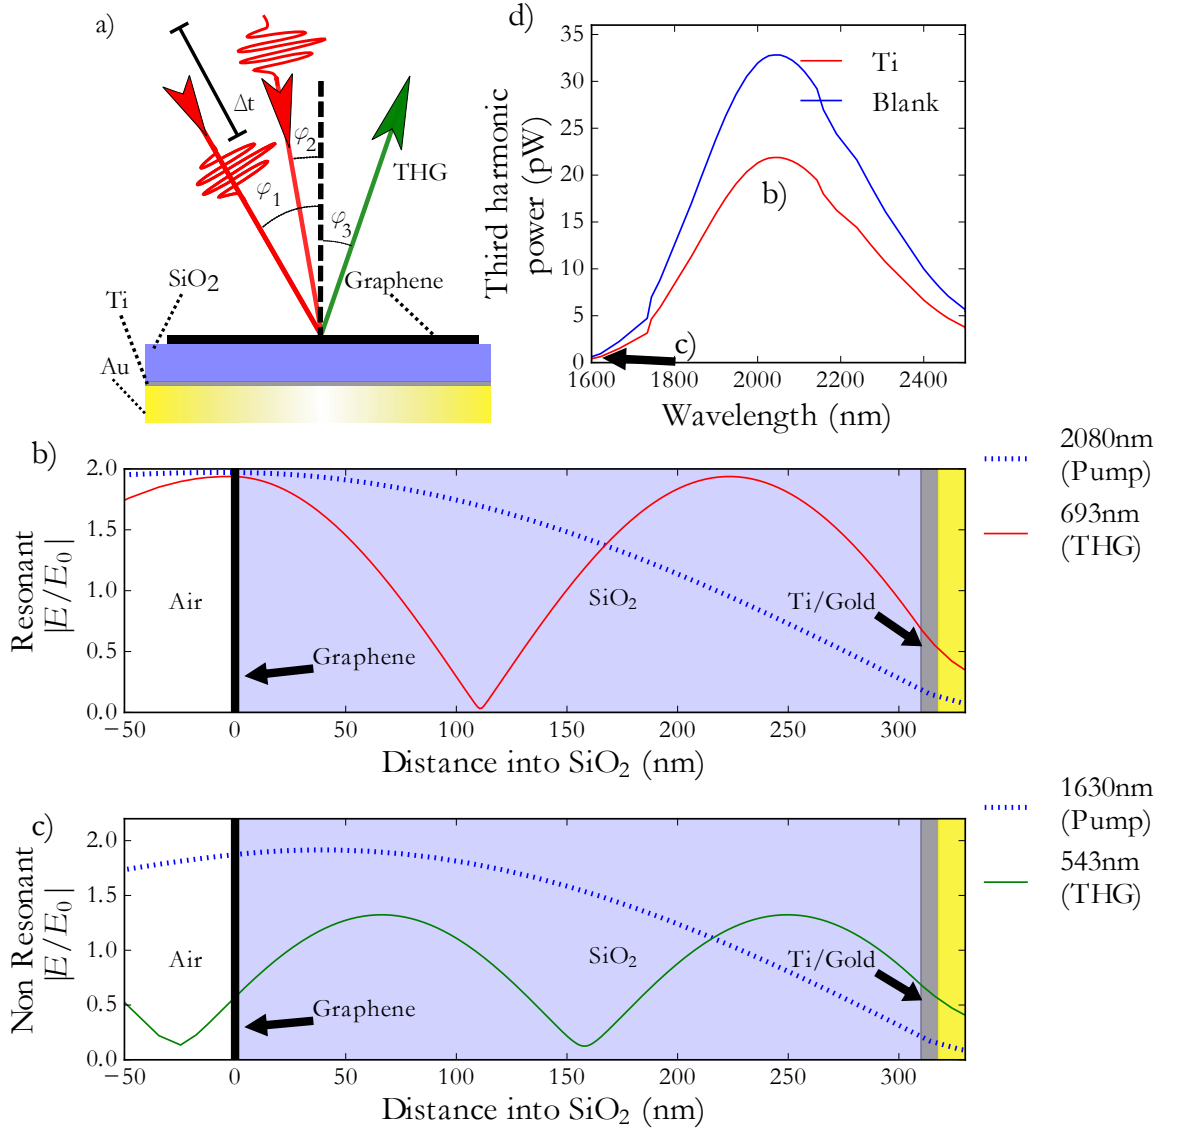 a)
Δt
φ2
φ1
φ3
THG
SiO2
Graphene
Ti
Au
d)
Third harmonic
power (pW)
35
30
25
20
15
10
5
0
Ti
Blank
b)
c)
1600 1800 2000 2200 2400
Wavelength (nm)
b)
Resonant
|E/E0|
2.0
1.5
1.0
0.5
0.0
Air
Graphene
SiO2
Ti/Gold
−50 0 50 100 150 200 250 300
Distance into SiO2 (nm)
2080nm
(Pump)
693nm
(THG)
c)
Non Resonant
|E/E0|
2.0
1.5
1.0
0.5
0.0
Air
Graphene
SiO2
Ti/Gold
−50 0 50 100 150 200 250 300
Distance into SiO2 (nm)
1630nm
(Pump)
543nm
(THG)